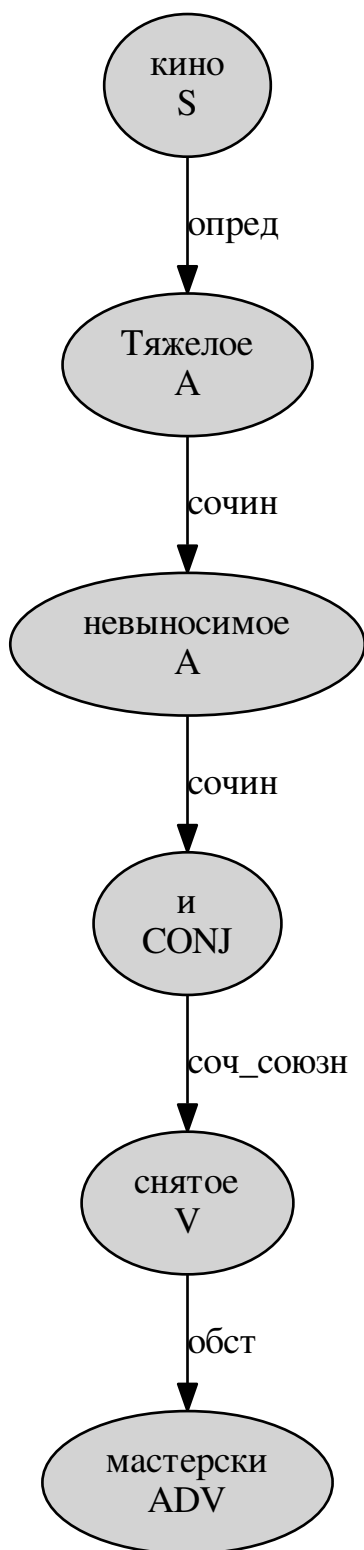 кино
S
опред
Тяжелое
A
сочин
невыносимое
A
сочин
и
CONJ
соч_союзн
снятое
V
обст
мастерски
ADV